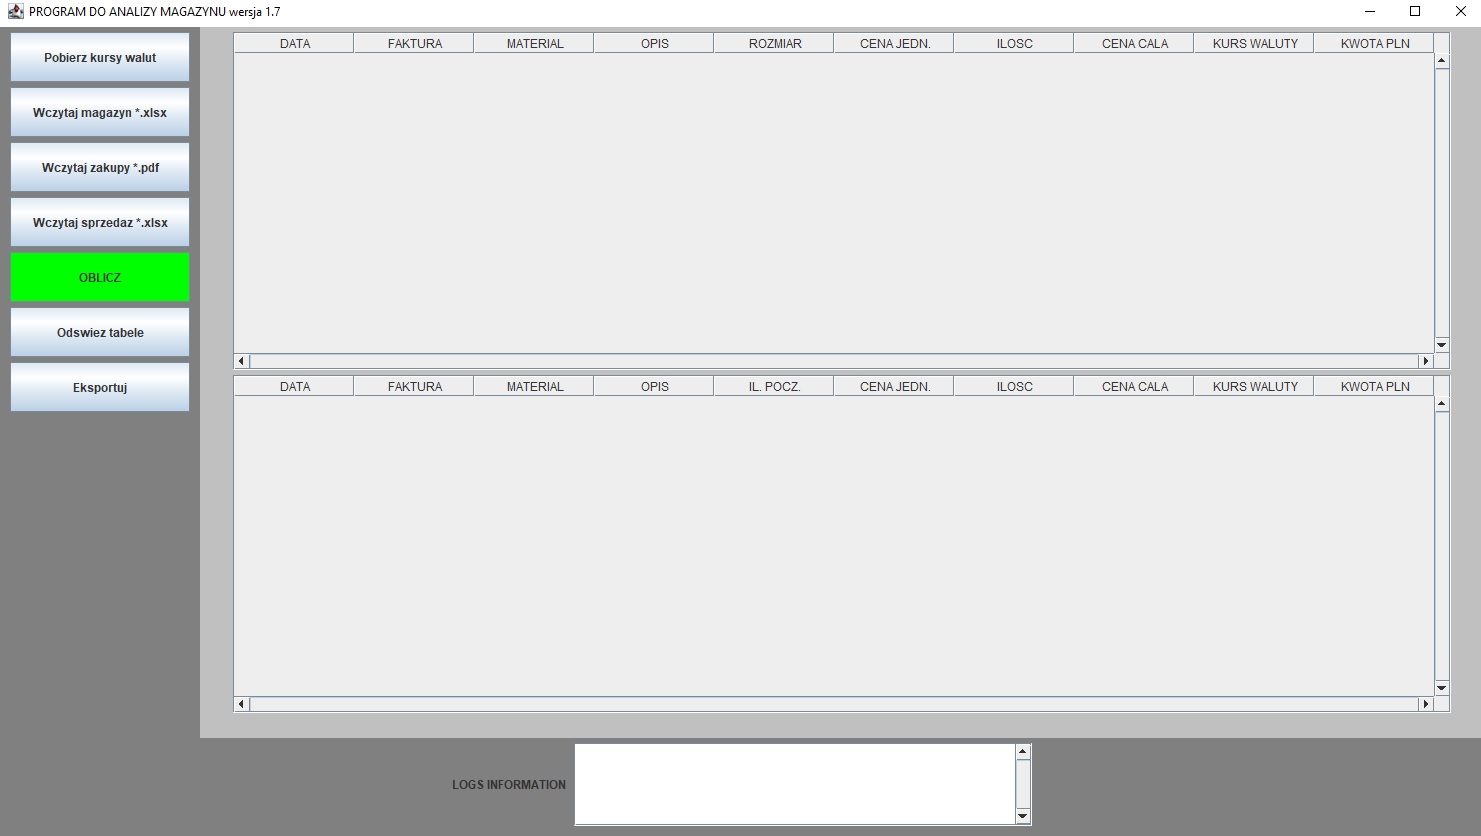 PROGRAM DO ANALIZY MAGAZYNU wersja 1.7
Pobierz kursy walut
Wczytaj magazyn *.xlsx
Wczytaj zakupy *.pdf
Wczytaj sprzedaz *.xlsx
OBLICZ
Odswiez tabele
Eksportuj
DATA FAKTURA MATERIAL OPIS ROZMIAR CENA JEDN. ILOSC CENA CALA KURS WALUTY KWOTA PLN
DATA FAKTURA MATERIAL OPIS IL. POCZ. CENA JEDN. ILOSC CENA CALA KURS WALUTY KWOTA PLN
LOGS INFORMATION